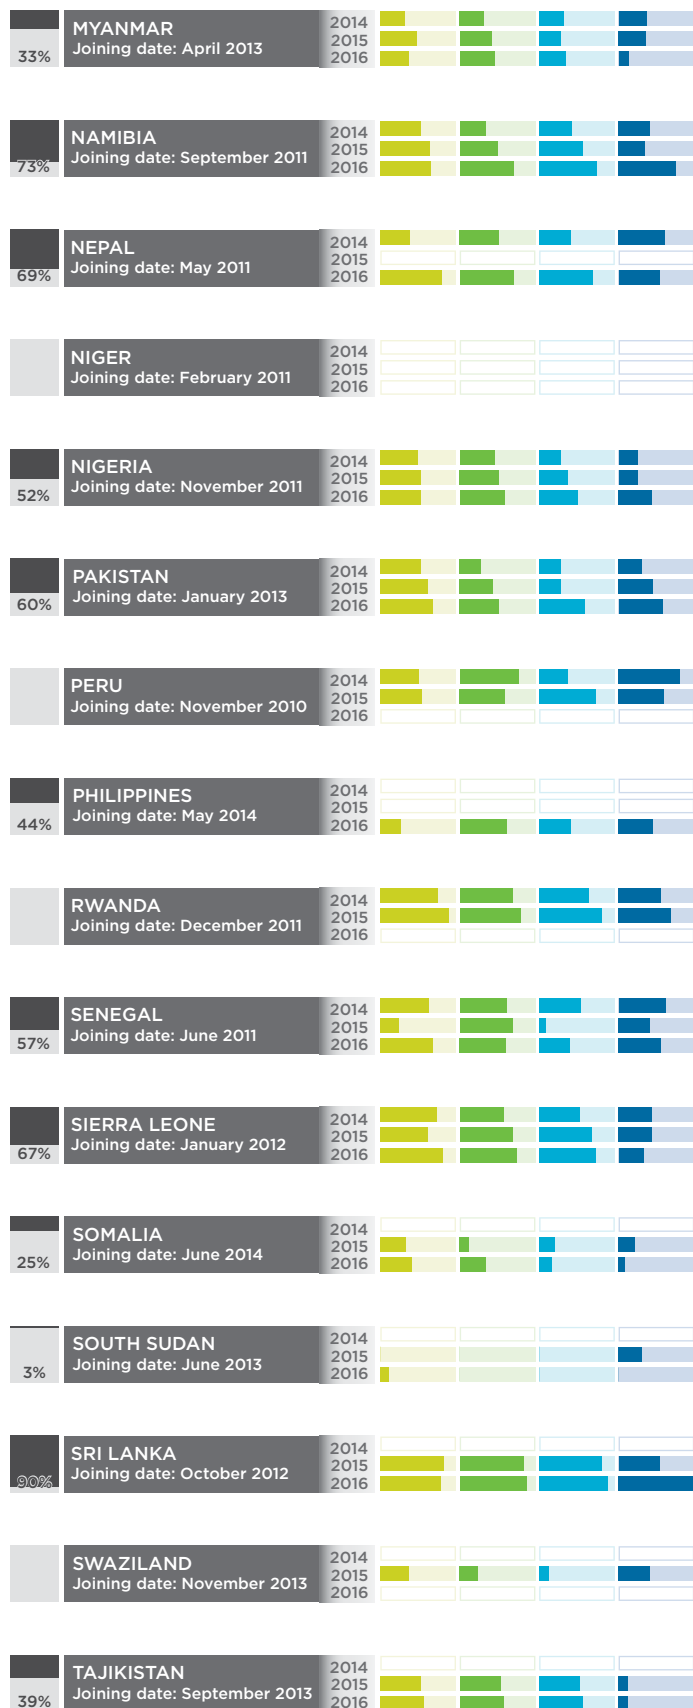 MYANMAR
Joining date: April 2013
33%
2014
2015
2016
NAMIBIA
Joining date: September 2011
73%
2014
2015
2016
NEPAL
Joining date: May 2011
69%
2014
2015
2016
NIGER
Joining date: February 2011
2014
2015
2016
NIGERIA
Joining date: November 2011
52%
2014
2015
2016
PAKISTAN
Joining date: January 2013
60%
2014
2015
2016
PERU
Joining date: November 2010
2014
2015
2016
PHILIPPINES
Joining date: May 2014
44%
2014
2015
2016
RWANDA
Joining date: December 2011
2014
2015
2016
SENEGAL
Joining date: June 2011
57%
2014
2015
2016
SIERRA LEONE
Joining date: January 2012
67%
2014
2015
2016
SOMALIA
Joining date: June 2014
25%
2014
2015
2016
SOUTH SUDAN
Joining date: June 2013
3%
2014
2015
2016
SRI LANKA
Joining date: October 2012
90%
2014
2015
2016
SWAZILAND
Joining date: November 2013
2014
2015
2016
TAJIKISTAN
Joining date: September 2013
39%
2014
2015
2016